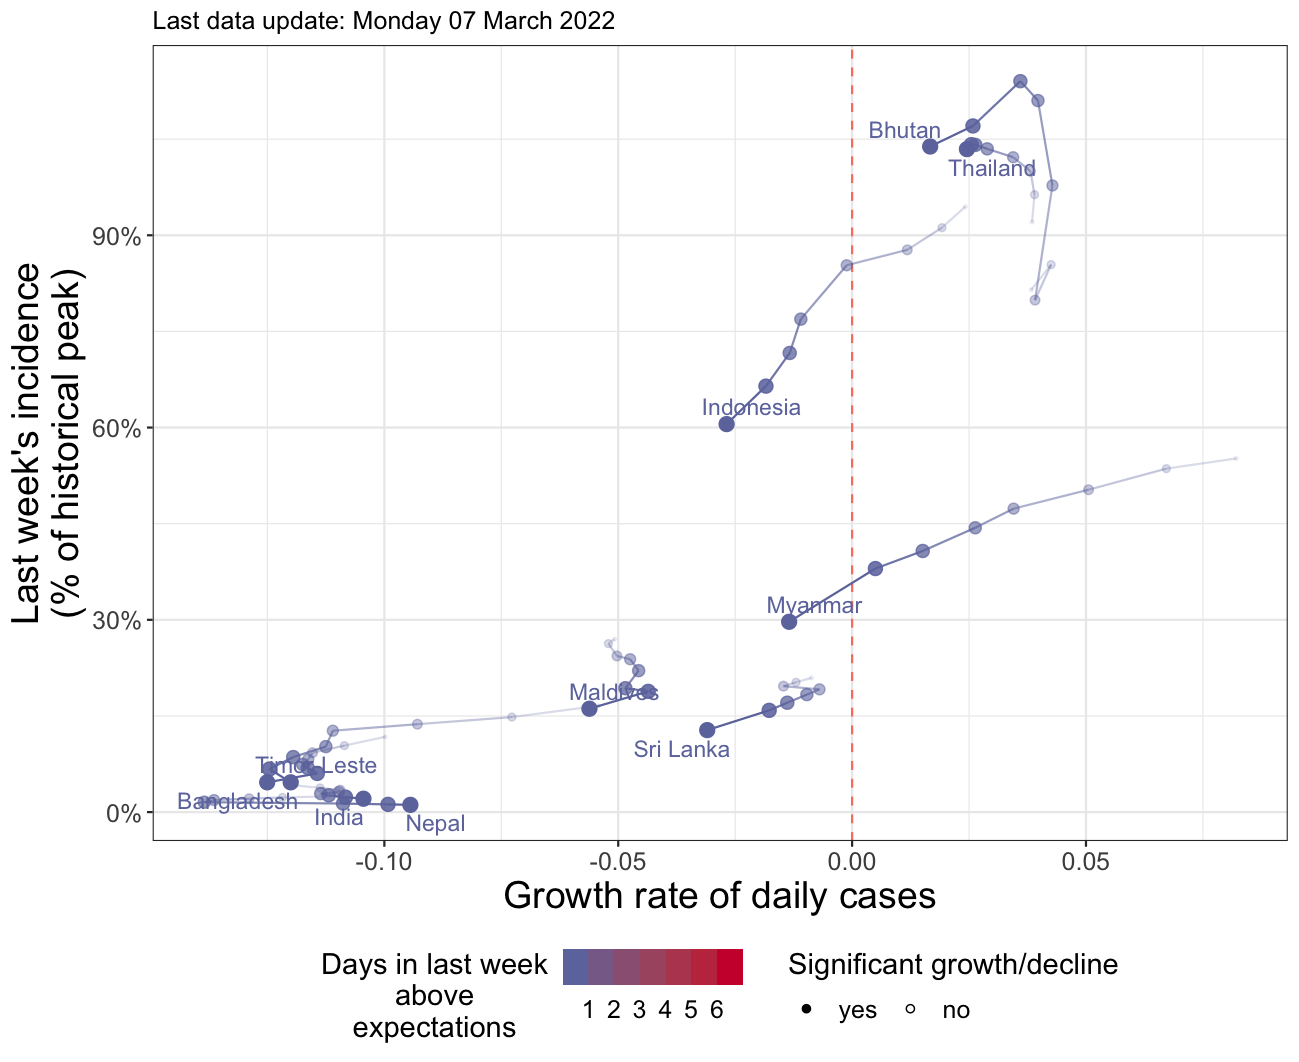 Last data update: Monday 07 March 2022
Last week's incidence
(% of historical peak)
90%
60%
30%
0%
Bhutan
Thailand
Indonesia
Myanmar
Maldives
Sri Lanka
Timor Leste
Bangladesh
India
Nepal
-0.10
-0.05
0.00
0.05
Growth rate of daily cases
Days in last week
above
expectations
1 2 3 4 5 6
Significant growth/decline
yes
no